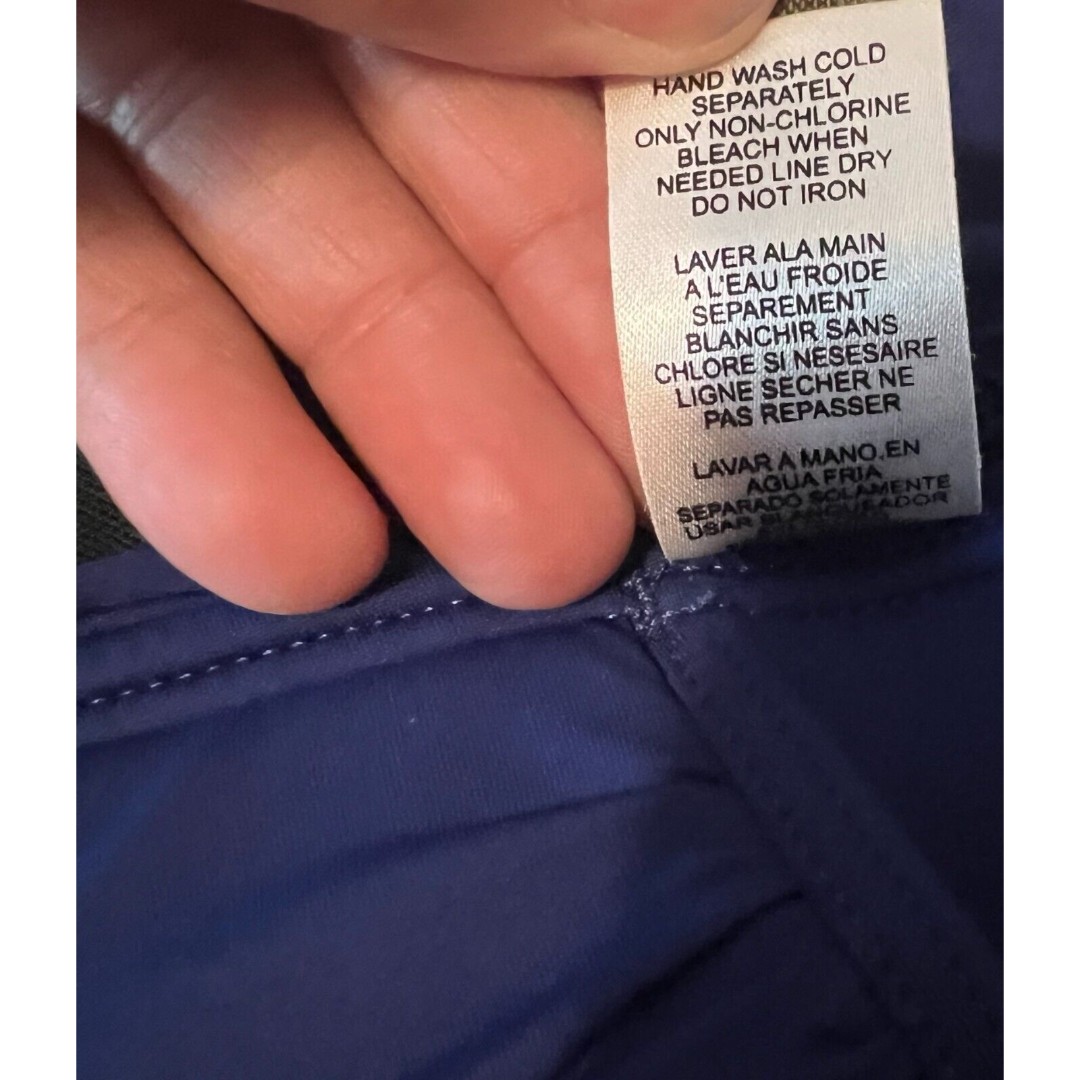 HAND WASH COLD
SEPARATELY
ONLY NON-CHLORINE
BLEACH WHEN
NEEDED LINE DRY
DO NOT IRON
LAVER ALA MAIN
A L'EAU FROIDE
SEPAREMENT
BLANCHIR SANS
CHLORE SI NESESAIRE
LIGNE SECHER NE
PAS REPASSER
LAVAR A MANO.EN
AGUA FRIA
SEPARADO SOLAMENTE
USAR BLANQUEADOR